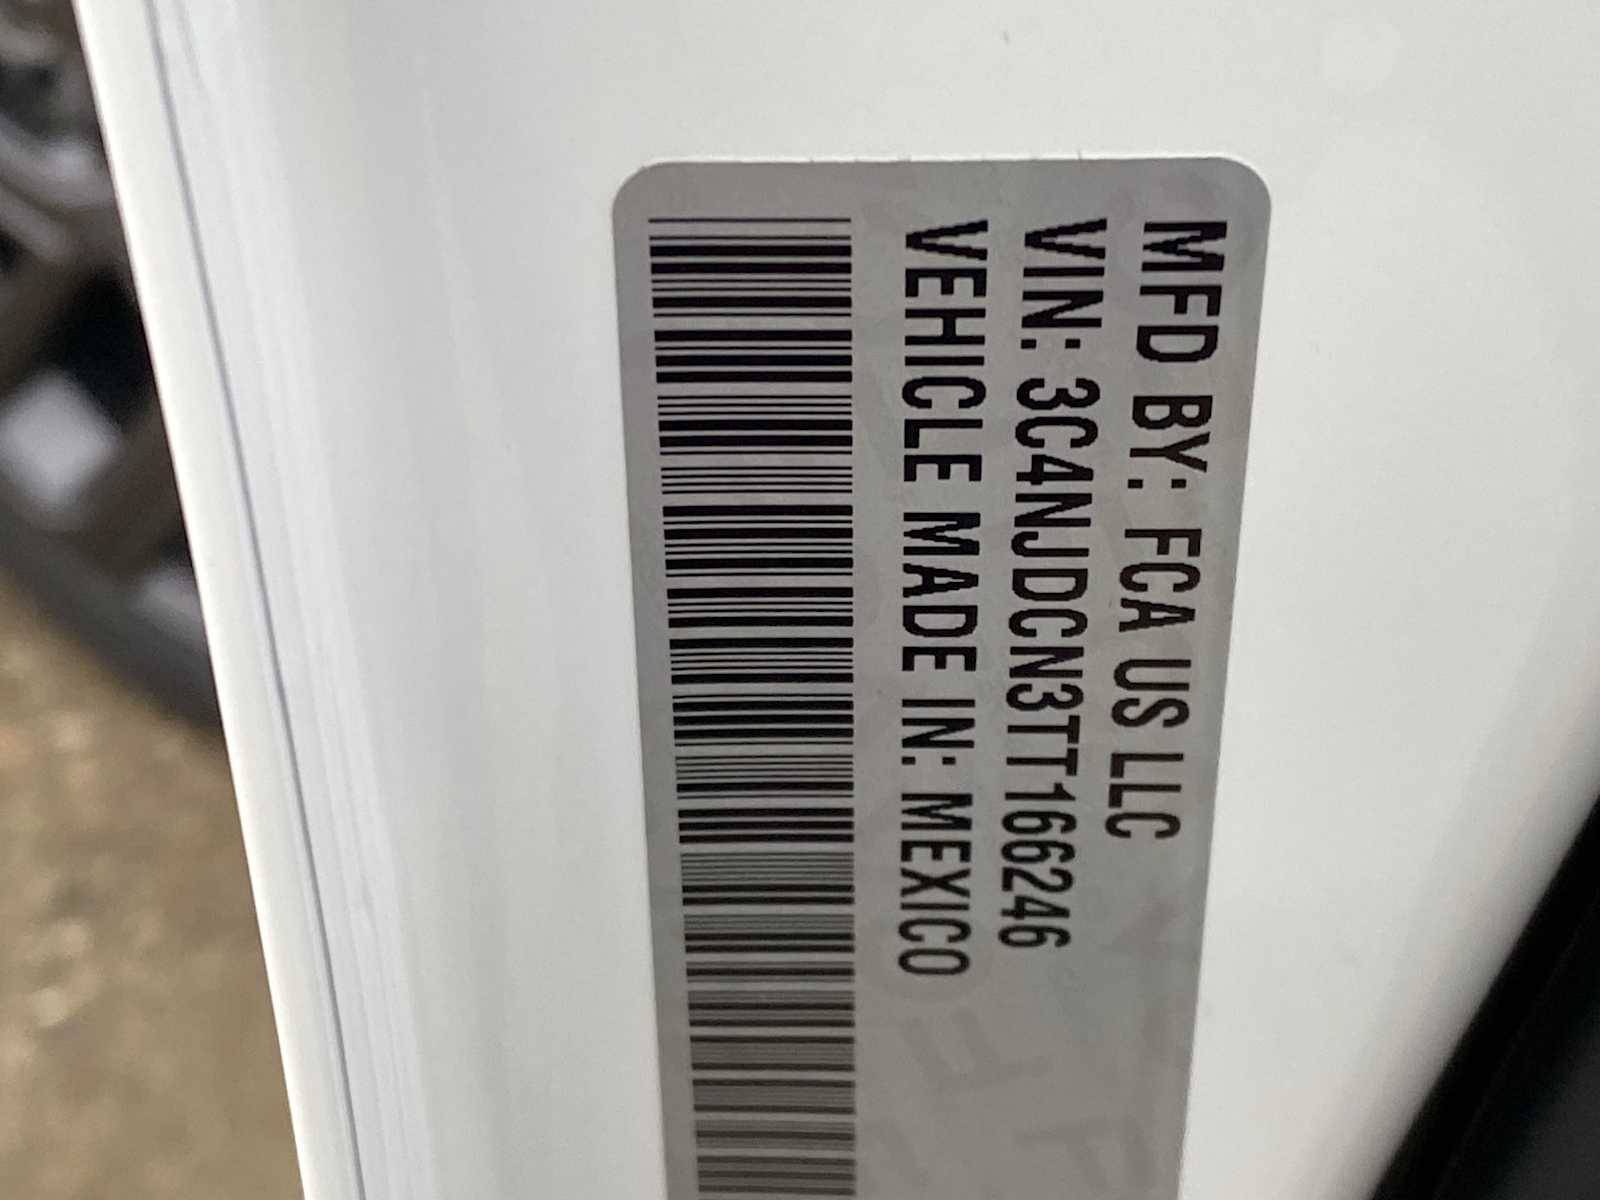 MFD BY: FCA US LLC
VIN: 3C4NJDCN3TT166246
VEHICLE MADE IN: MEXICO